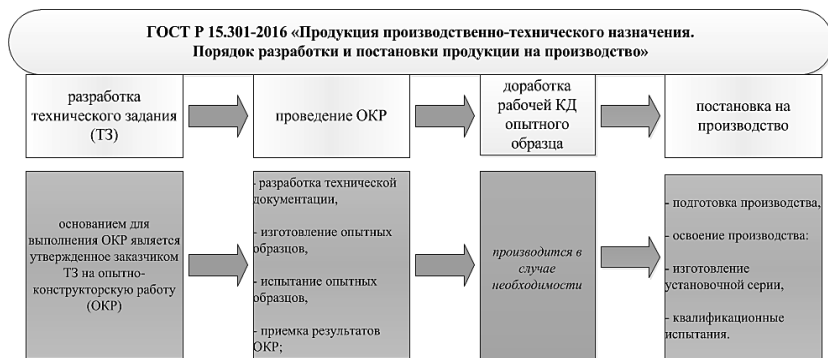 ГОСТ Р 15.301-2016 «Продукция производственно-технического назначения.
Порядок разработки и постановки продукции на производство»
разработка
технического задания
(ТЗ)
проведение ОКР
доработка
рабочей КД
опытного
образца
постановка на
производство
основанием для
выполнения ОКР является
утвержденное заказчиком
ТЗ на опытно-
конструкторскую работу
(ОКР)
- разработка технической
документации,
- изготовление опытных
образцов,
- испытание опытных
образцов,
- приемка результатов
ОКР;
производится в
случае
необходимости
- подготовка производства,
- освоение производства:
- изготовление
установочной серии,
- квалификационные
испытания.